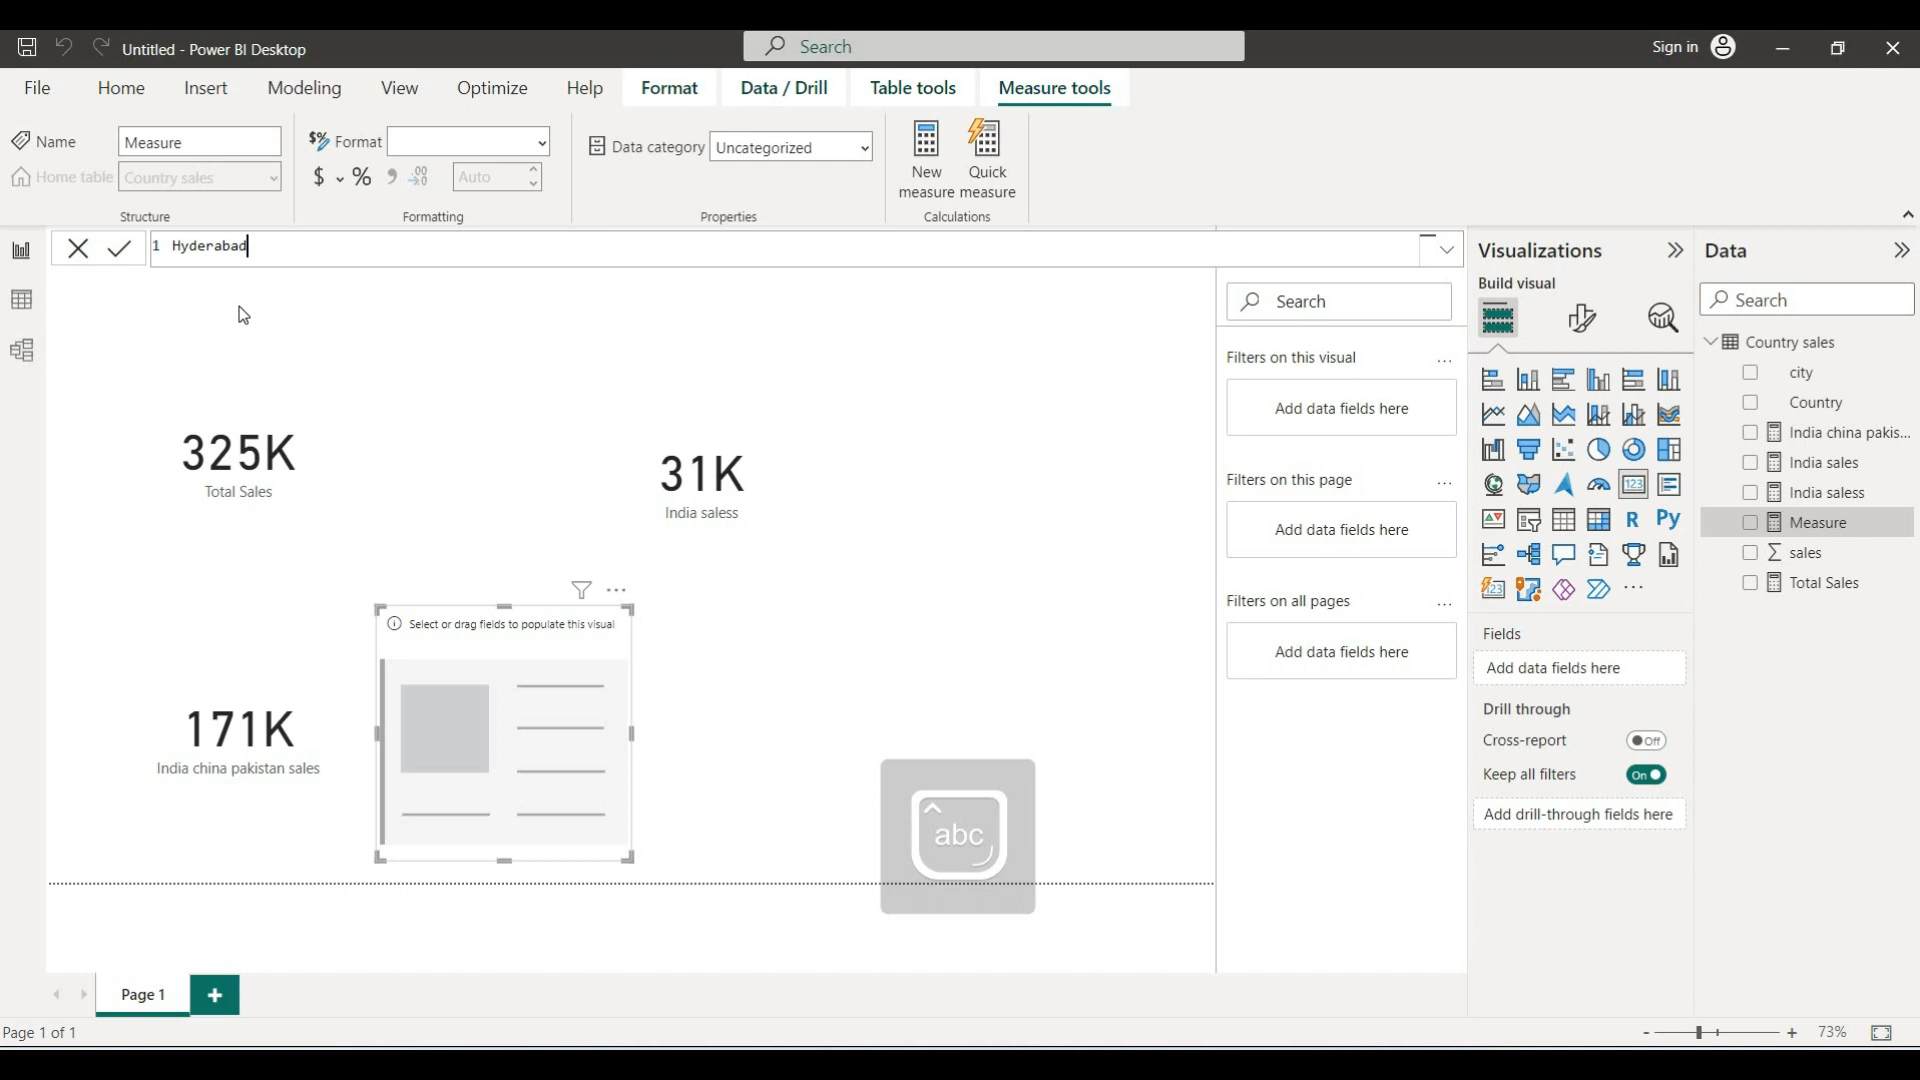 Untitled - Power BI Desktop
Search
Sign in
File
Home
Insert
Modeling
View
Optimize
Help
Format
Data / Drill
Table tools
Measure tools
Name
Measure
Home table
Country sales
Structure
$% Format
$
%
Auto
Formatting
Data category
Uncategorized
Properties
New
measure
Quick
measure
Calculations
1 Hyderabad
325K
Total Sales
31K
India saless
171K
India china pakistan sales
Select or drag fields to populate this visual
abc
Search
Filters on this visual
...
Add data fields here
Filters on this page
...
Add data fields here
Filters on all pages
...
Add data fields here
Visualizations
Build visual
123
R
Py
123
...
Fields
Add data fields here
Drill through
Cross-report
Off
Keep all filters
On
Add drill-through fields here
Data
Search
Country sales
city
Country
India china pakis...
India sales
India saless
Measure
∑ sales
Total Sales
Page 1
+
Page 1 of 1
- + 73%